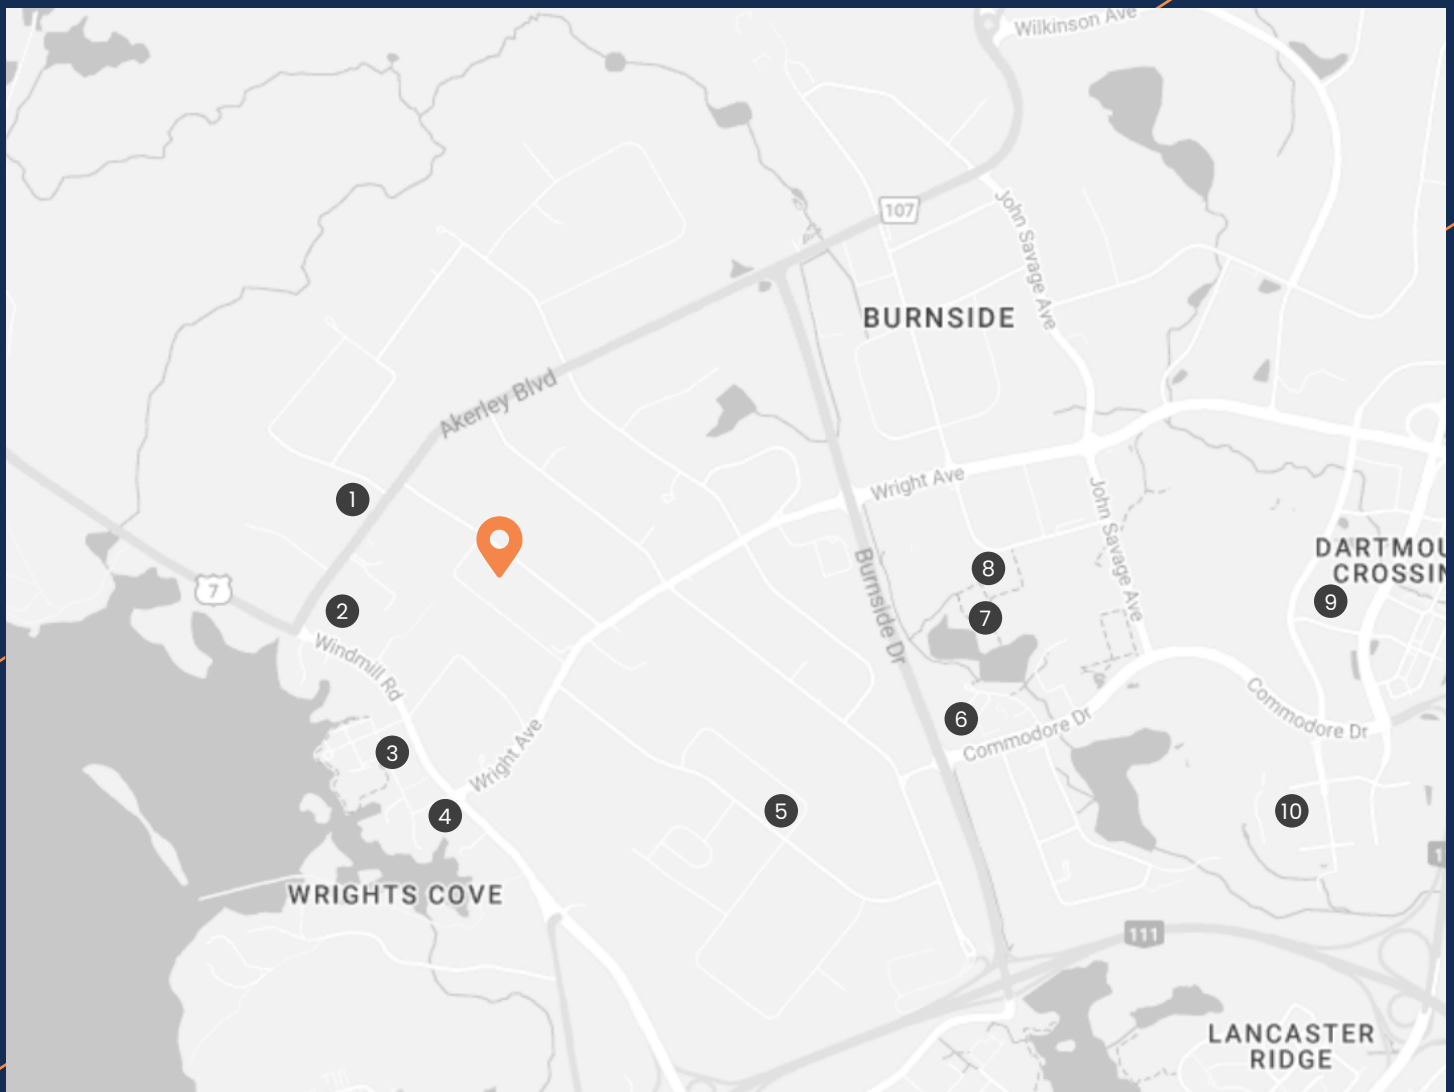 Wilkinson Ave
107
John Savage Ave
BURNSIDE
Akerley Blvd
Wright Ave
1
John Savage Ave
DARTMOU
CROSSIN
8
Burnside Dr
7
2
7
9
Windmill Rd
6
Commodore Dr
Commodore Dr
3
Wright Ave
4
5
10
1
WRIGHTS COVE
111
LANCASTER
RIDGE